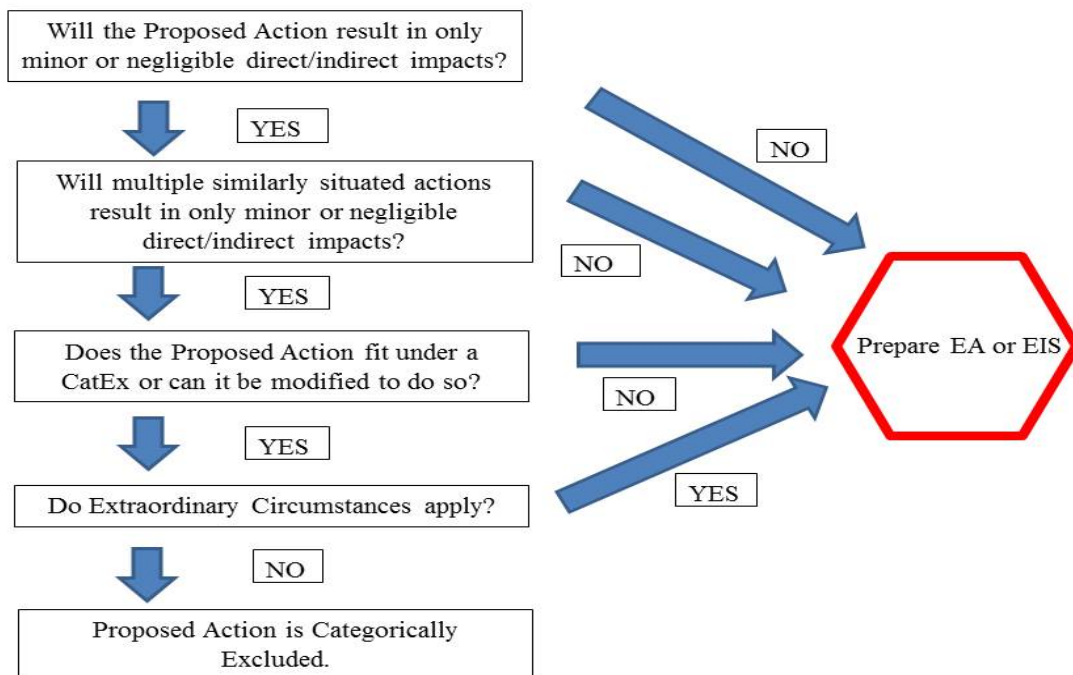 Will the Proposed Action result in only
minor or negligible direct/indirect impacts?
YES
NO
Will multiple similarly situated actions
result in only minor or negligible
direct/indirect impacts?
NO
YES
Does the Proposed Action fit under a
CatEx or can it be modified to do so?
Prepare EA or EIS
NO
YES
Do Extraordinary Circumstances apply?
YES
NO
Proposed Action is Categorically
Excluded.